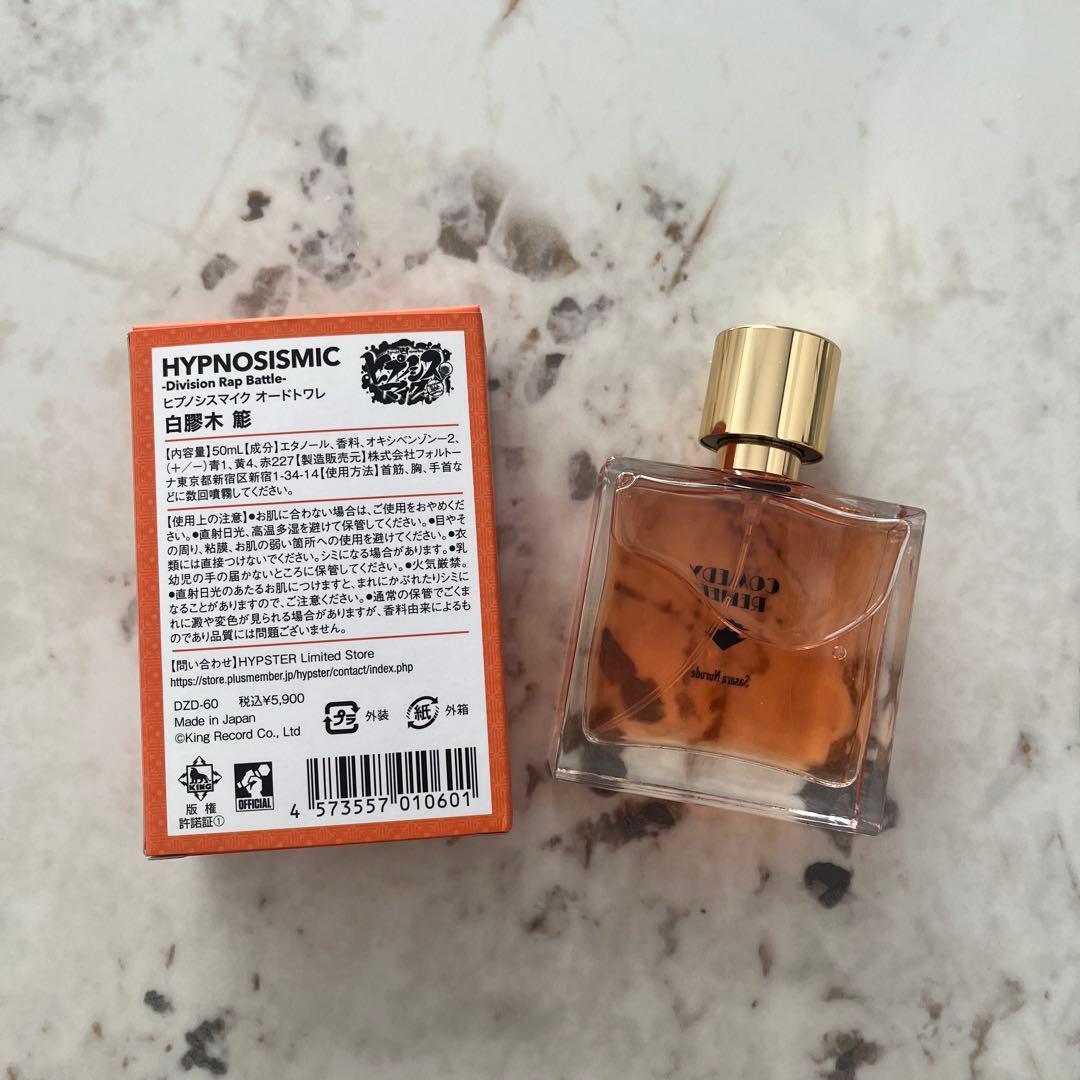 HYPNOSISMIC
-Division Rap Battle-
ヒプノシスマイク オードトワレ
白膠木 簓
ヒプノシスマイク
【内容量】50mL【成分】エタノール、香料、オキシベンゾンー2、
(+/ー)青1、黄4、赤227【製造販売元】株式会社フォルトー
ナ東京都新宿区新宿1-34-14【使用方法】首筋、胸、手首な
どに数回噴霧してください。
【使用上の注意】●お肌に合わない場合は、ご使用をおやめくだ
さい。●直射日光、高温多湿を避けて保管してください。●目やそ
の周り、粘膜、お肌の弱い箇所への使用を避けてください。●衣
類には直接つけないでください。シミになる場合があります。●乳
幼児の手の届かないところに保管してください。●火気厳禁。
●直射日光のあたるお肌につけますと、まれにかぶれたりシミに
なることがありますので、ご注意ください。●通常の保管でごくま
れに澱や変色が見られる場合がありますが、香料由来によるも
のであり品質には問題ございません。
【問い合わせ】HYPSTER Limited Store
https://store.plusmember.jp/hypster/contact/index.php
DZD-60 税込¥5,900
Made in Japan
©King Record Co., Ltd
プラ 外装
紙 外箱
KING
版権
許諾証①
OFFICIAL
4 573557 010601
COMEDY
RELIEF
Sasara Nurude